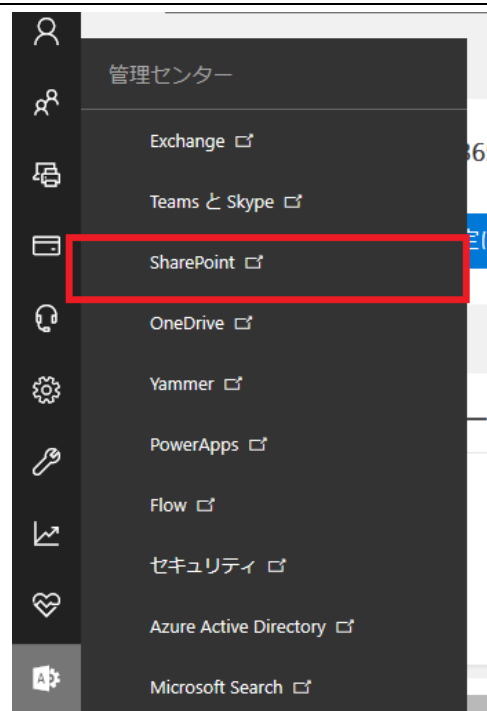 管理センター
Exchange
36
Teams と Skype
SharePoint
OneDrive
Yammer
PowerApps
Flow
セキュリティ
Azure Active Directory
Microsoft Search